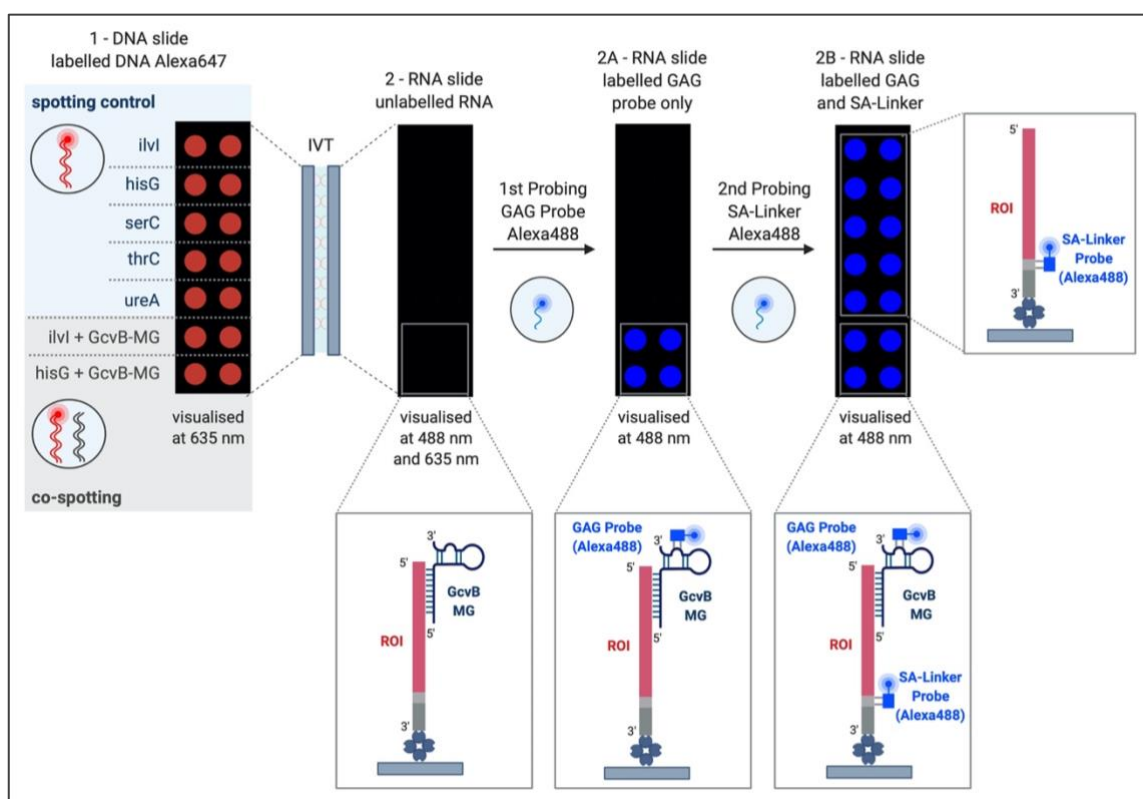 1 - DNA slide
labelled DNA Alexa647
spotting control
ilvI
hisG
serC
thrC
ureA
ilvI + GcvB-MG
hisG + GcvB-MG
co-spotting
visualised
at 635 nm
IVT
2 - RNA slide
unlabelled RNA
visualised
at 488 nm
and 635 nm
1st Probing
GAG Probe
Alexa488
2A - RNA slide
labelled GAG
probe only
visualised
at 488 nm
2nd Probing
SA-Linker
Alexa488
2B - RNA slide
labelled GAG
and SA-Linker
visualised
at 488 nm
5'
ROI
SA-Linker
Probe
(Alexa488)
3'
3'
5'
GcvB
MG
5'
ROI
3'
GAG Probe
(Alexa488)
3'
5'
GcvB
MG
5'
ROI
3'
GAG Probe
(Alexa488)
3'
5'
GcvB
MG
5'
ROI
SA-Linker
Probe
(Alexa488)
3'